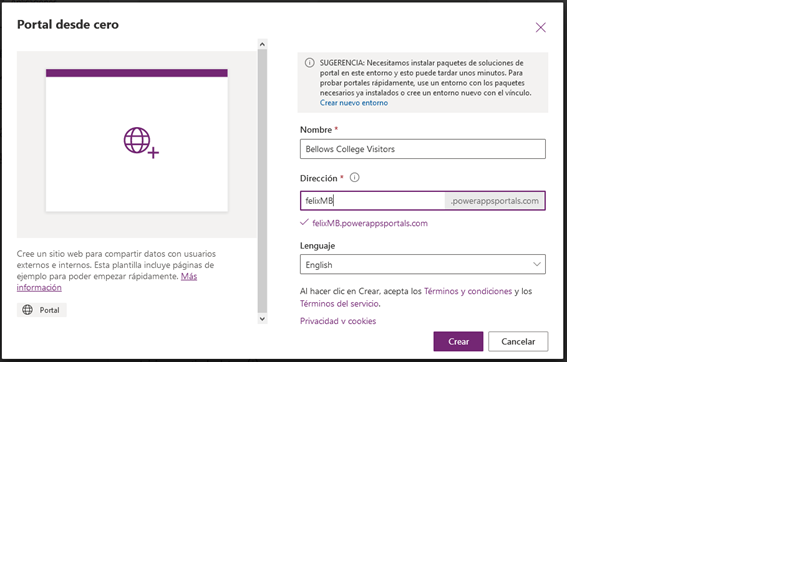 Portal desde cero
Cree un sitio web para compartir datos con usuarios
externos e internos. Esta plantilla incluye páginas de
ejemplo para poder empezar rápidamente. Más
información
Portal
SUGERENCIA: Necesitamos instalar paquetes de soluciones de
portal en este entorno y esto puede tardar unos minutos. Para
probar portales rápidamente, use un entorno con los paquetes
necesarios ya instalados o cree un entorno nuevo con el vínculo.
Crear nuevo entorno
Nombre *
Bellows College Visitors
Dirección *
felixMB .powerappsportals.com
felixMB.powerappsportals.com
Lenguaje
English
Al hacer clic en Crear, acepta los Términos y condiciones y los
Términos del servicio.
Privacidad y cookies
Crear Cancelar